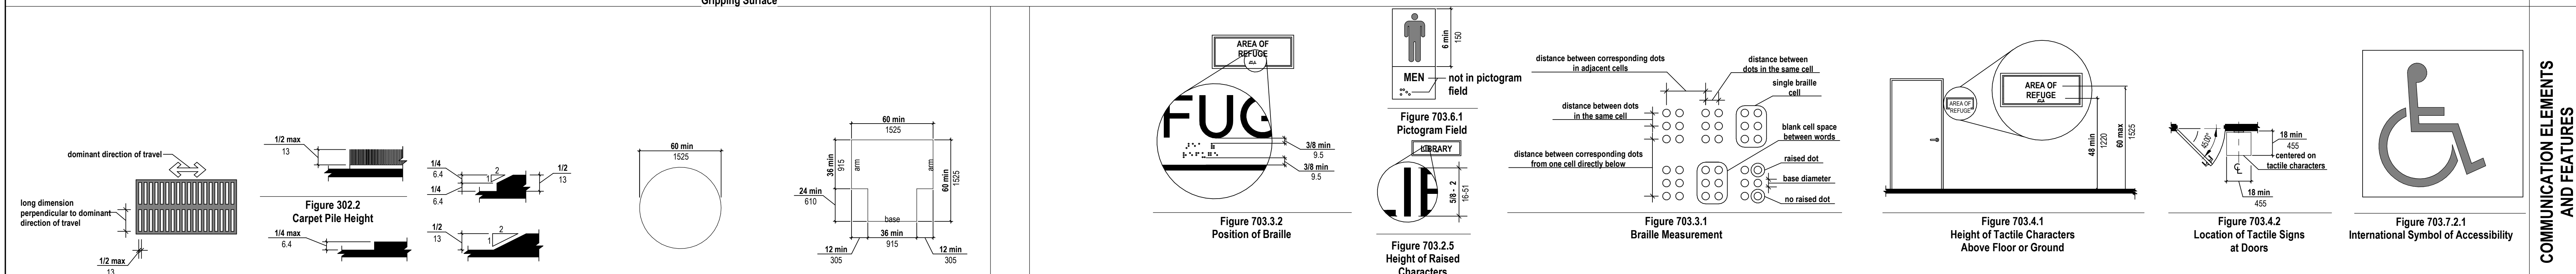 Gripping Surface
dominant direction of travel
long dimension
perpendicular to dominant
direction of travel
1/2 max
13
1/2 max
13
Figure 302.2
Carpet Pile Height
1/4 max
6.4
1/4
6.4
1/4
6.4
2
1
1/2
13
1/2
13
2
1
60 min
1525
60 min
1525
36 min
915
arm
arm
60 min
1525
24 min
610
base
36 min
915
12 min
305
12 min
305
AREA OF
REFUGE
FUG
3/8 min
9.5
3/8 min
9.5
Figure 703.3.2
Position of Braille
6 min
150
MEN
not in pictogram
field
Figure 703.6.1
Pictogram Field
LIBRARY
5/8 - 2
16-51
Figure 703.2.5
Height of Raised
Characters
distance between corresponding dots
in adjacent cells
distance between
dots in the same cell
single braille
cell
distance between dots
in the same cell
blank cell space
between words
distance between corresponding dots
from one cell directly below
raised dot
base diameter
no raised dot
Figure 703.3.1
Braille Measurement
AREA OF
REFUGE
AREA OF
REFUGE
48 min
1220
60 max
1525
Figure 703.4.1
Height of Tactile Characters
Above Floor or Ground
45.00°
18 min
455
centered on
tactile characters
18 min
455
Figure 703.4.2
Location of Tactile Signs
at Doors
Figure 703.7.2.1
International Symbol of Accessibility
COMMUNICATION ELEMENTS
AND FEATURES